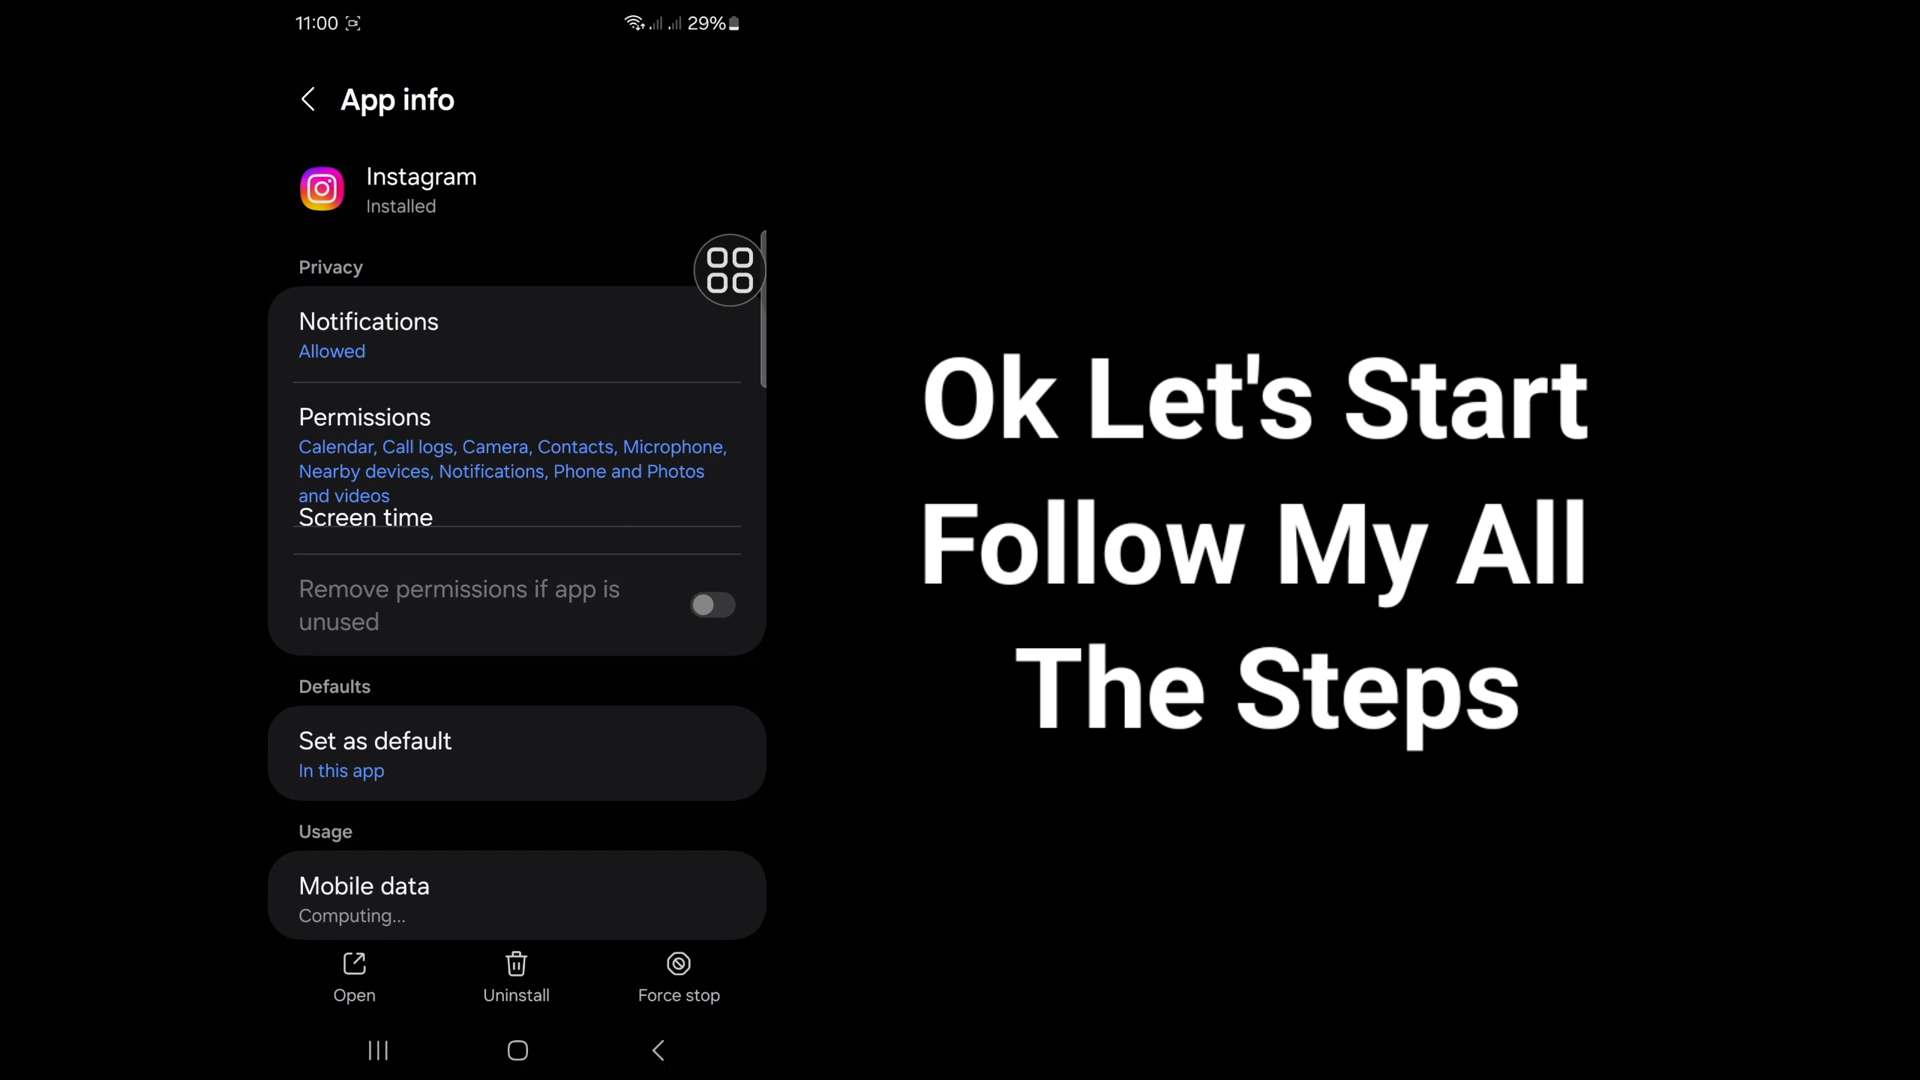 11:00
29%
App info
Instagram
Installed
Privacy
Notifications
Allowed
Permissions
Calendar, Call logs, Camera, Contacts, Microphone,
Nearby devices, Notifications, Phone and Photos
and videos
Screen time
Remove permissions if app is
unused
Defaults
Set as default
In this app
Usage
Mobile data
Computing...
Open
Uninstall
Force stop
Ok Let's Start
Follow My All
The Steps